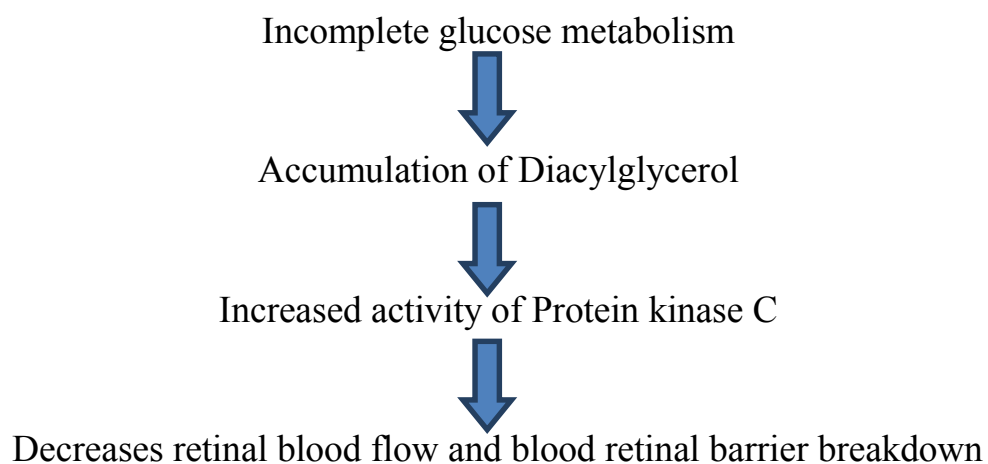 Incomplete glucose metabolism
Accumulation of Diacylglycerol
Increased activity of Protein kinase C
Decreases retinal blood flow and blood retinal barrier breakdown